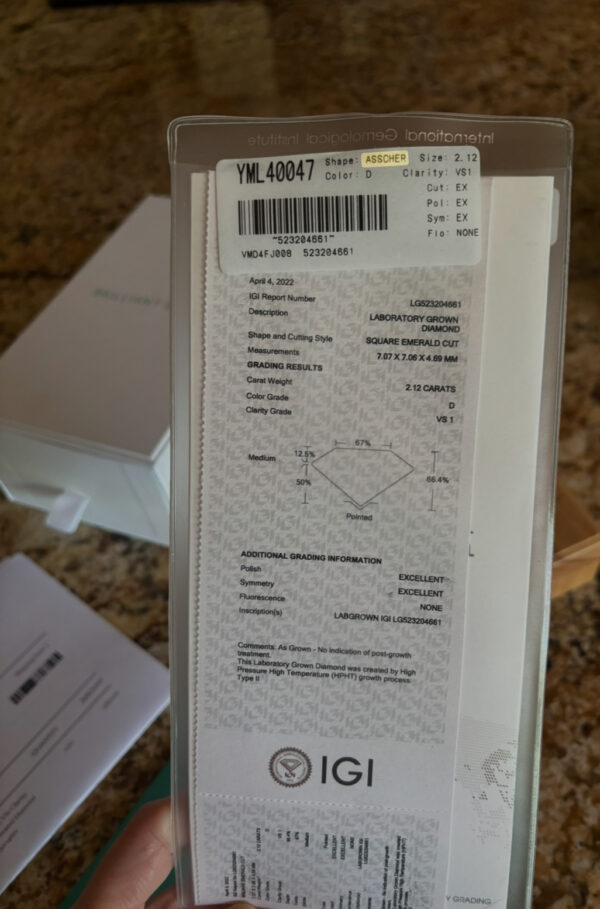 International Gemological Institute
YML40047 Shape: ASSCHER Size: 2.12
Color: D Clarity: VS1
Cut: EX
Pol: EX
Sym: EX
Flo: NONE
~523204661~
VMD4FJ008 523204661
April 4, 2022
IGI Report Number LG523204661
Description LABORATORY GROWN
DIAMOND
Shape and Cutting Style SQUARE EMERALD CUT
Measurements 7.07 X 7.06 X 4.69 MM
GRADING RESULTS
Carat Weight 2.12 CARATS
Color Grade D
Clarity Grade VS 1
67%
Medium 12.5%
50% 66.4%
Pointed
ADDITIONAL GRADING INFORMATION
Polish EXCELLENT
Symmetry EXCELLENT
Fluorescence NONE
Inscription(s) LABGROWN IGI LG523204661
Comments: As Grown - No indication of post-growth
treatment.
This Laboratory Grown Diamond was created by High
Pressure High Temperature (HPHT) growth process.
Type II
IGI
Y GRADING